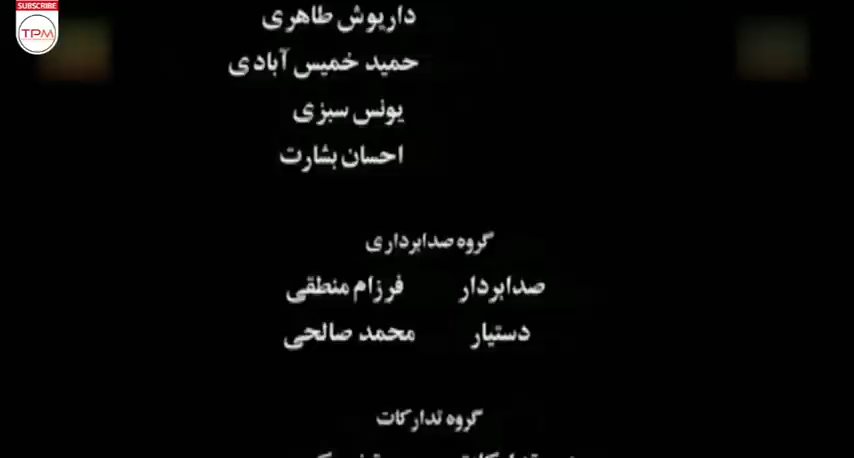 SUBSCRIBE
TPM
داریوش طاهری
حمید خمیس آبادی
یونس سبزی
احسان بشارت
گروه صدابرداری
صدابردار فرزام منطقی
دستیار محمد صالحی
گروه تدارکات